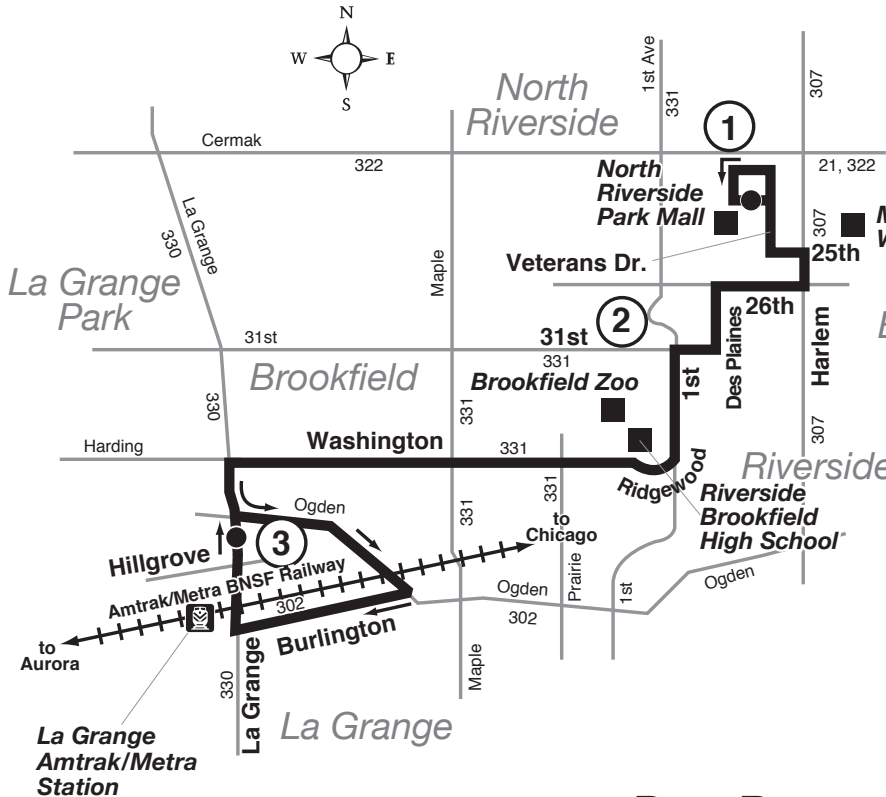 N
W E
S
North
Riverside
1st Ave
331
307
1
Cermak
322
21, 322
North
Riverside
Park Mall
307
La Grange
330
Veterans Dr.
25th
Maple
La Grange
Park
26th
2
31st
31st
331
Des Plaines
Harlem
Brookfield
Brookfield Zoo
1st
330
331
307
Harding
Washington
331
Ridgewood
Riverside
331
331
Riverside
Brookfield
High School
Ogden
to
Chicago
3
Hillgrove
Amtrak/Metra BNSF Railway
302
Ogden
302
Prairie
1st
Ogden
Burlington
to
Aurora
330
La Grange
Maple
La Grange
La Grange
Amtrak/Metra
Station